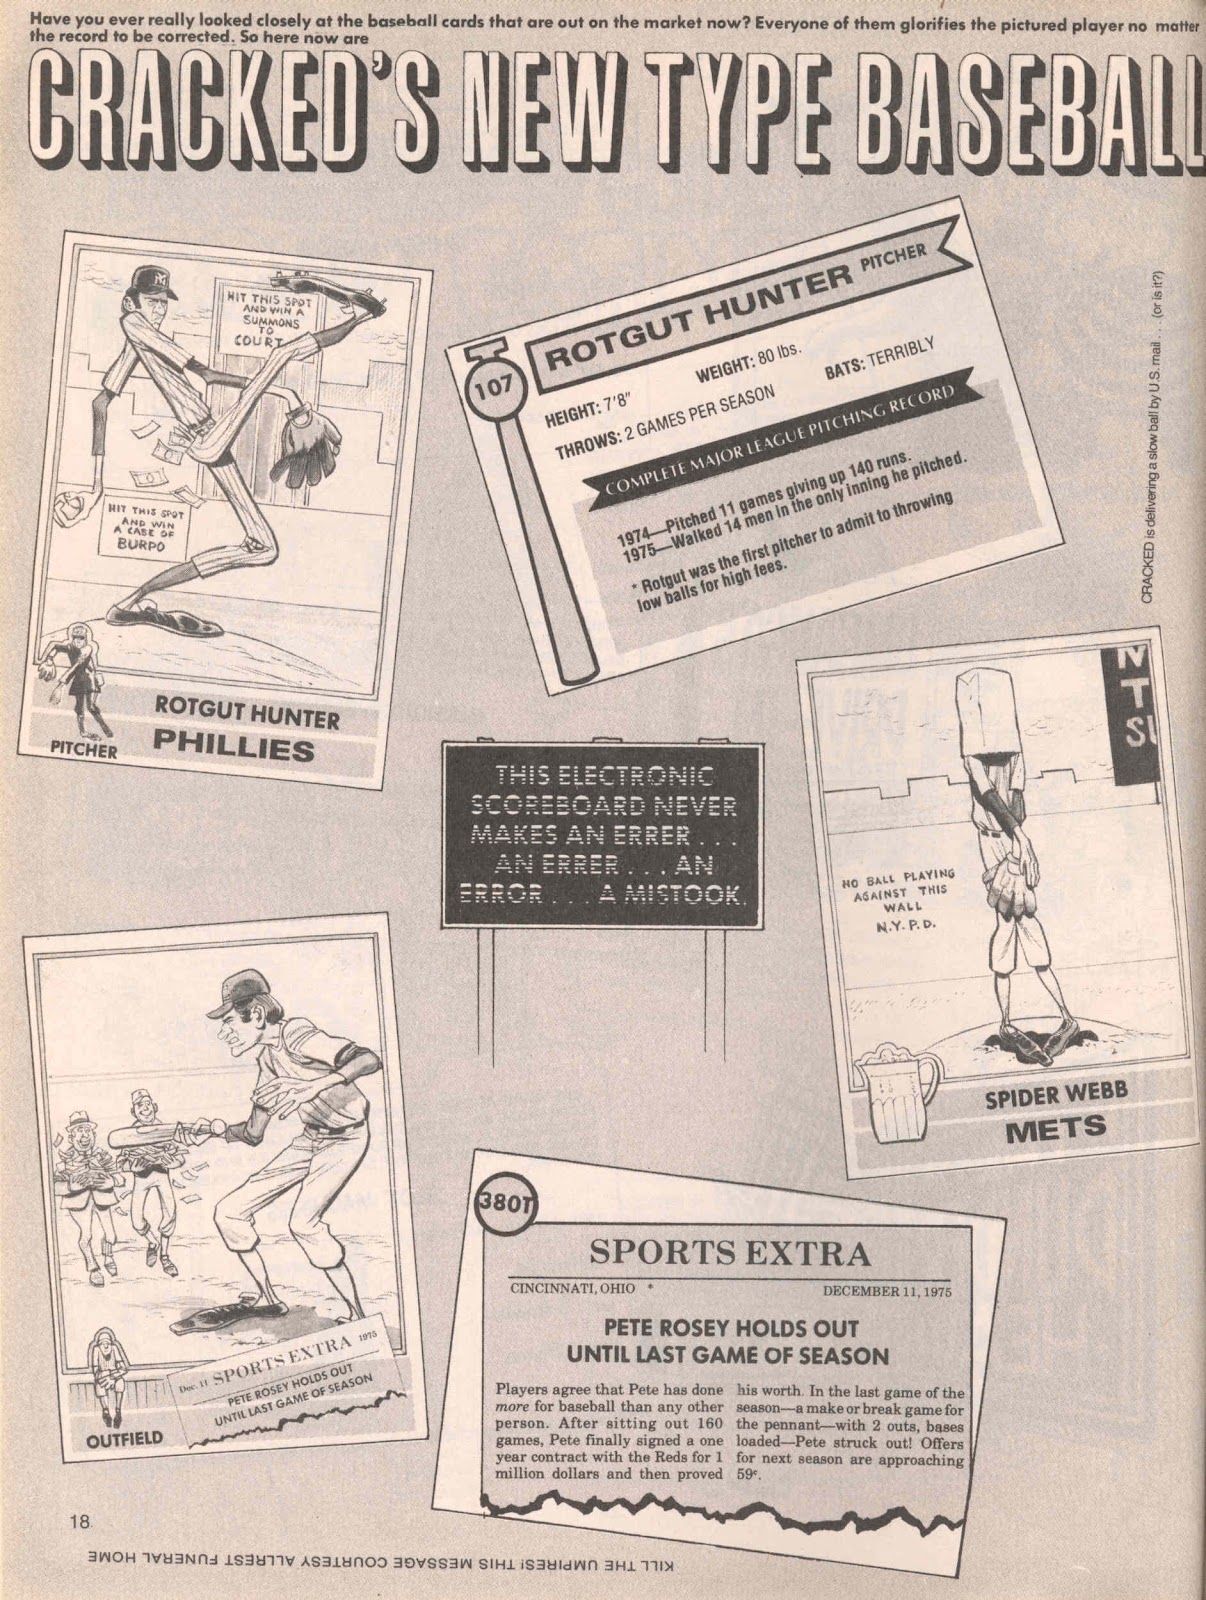 Have you ever really looked closely at the baseball cards that are out on the market now? Everyone of them glorifies the pictured player no matter
the record to be corrected. So here now are
CRACKED'S NEW TYPE BASEBALL
HIT THIS SPOT
AND WIN A
SUMMONS
TO
COURT
HIT THIS SPOT
AND WIN
A CASE OF
BURPO
PITCHER
ROTGUT HUNTER
PHILLIES
107
ROTGUT HUNTER PITCHER
HEIGHT: 7'8"
WEIGHT: 80 lbs.
THROWS: 2 GAMES PER SEASON
BATS: TERRIBLY
COMPLETE MAJOR LEAGUE PITCHING RECORD
1974—Pitched 11 games giving up 140 runs.
1975—Walked 14 men in the only inning he pitched.
* Rotgut was the first pitcher to admit to throwing
low balls for high fees.
CRACKED is delivering a slow ball by U.S. mail . . . (or is it?)
THIS ELECTRONIC
SCOREBOARD NEVER
MAKES AN ERRER . . .
AN ERRER . . . AN
ERROR . . . A MISTOOK.
N
T
SU
NO BALL PLAYING
AGAINST THIS
WALL
N.Y.P.D.
SPIDER WEBB
METS
OUTFIELD
Dec. 11 SPORTS EXTRA 1975
PETE ROSEY HOLDS OUT
UNTIL LAST GAME OF SEASON
380T
SPORTS EXTRA
CINCINNATI, OHIO * DECEMBER 11, 1975
PETE ROSEY HOLDS OUT
UNTIL LAST GAME OF SEASON
Players agree that Pete has done
more for baseball than any other
person. After sitting out 160
games, Pete finally signed a one
year contract with the Reds for 1
million dollars and then proved
his worth. In the last game of the
season—a make or break game for
the pennant—with 2 outs, bases
loaded—Pete struck out! Offers
for next season are approaching
59¢.
18
KILL THE UMPIRES! THIS MESSAGE COURTESY ALLREST FUNERAL HOME